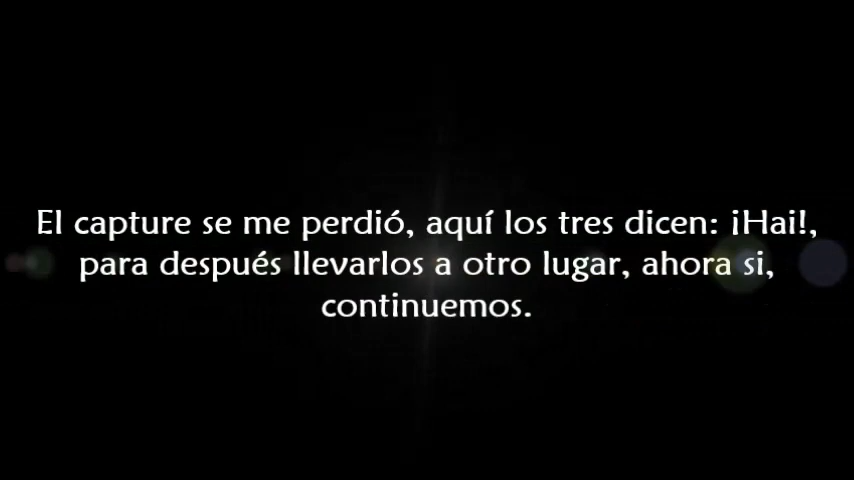 El capture se me perdió, aquí los tres dicen: ¡Hai!,
para después llevarlos a otro lugar, ahora si,
continuemos.